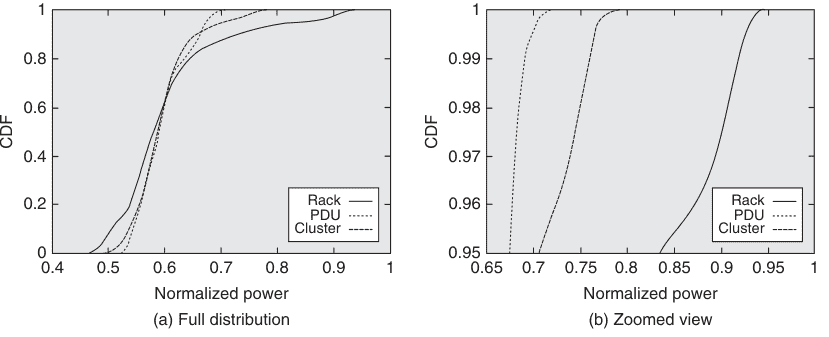 1
0.8
0.6
0.4
0.2
0
CDF
0.4 0.5 0.6 0.7 0.8 0.9 1
Normalized power
Rack
PDU
Cluster
(a) Full distribution
1
0.99
0.98
0.97
0.96
0.95
CDF
0.65 0.7 0.75 0.8 0.85 0.9 0.95 1
Normalized power
Rack
PDU
Cluster
(b) Zoomed view